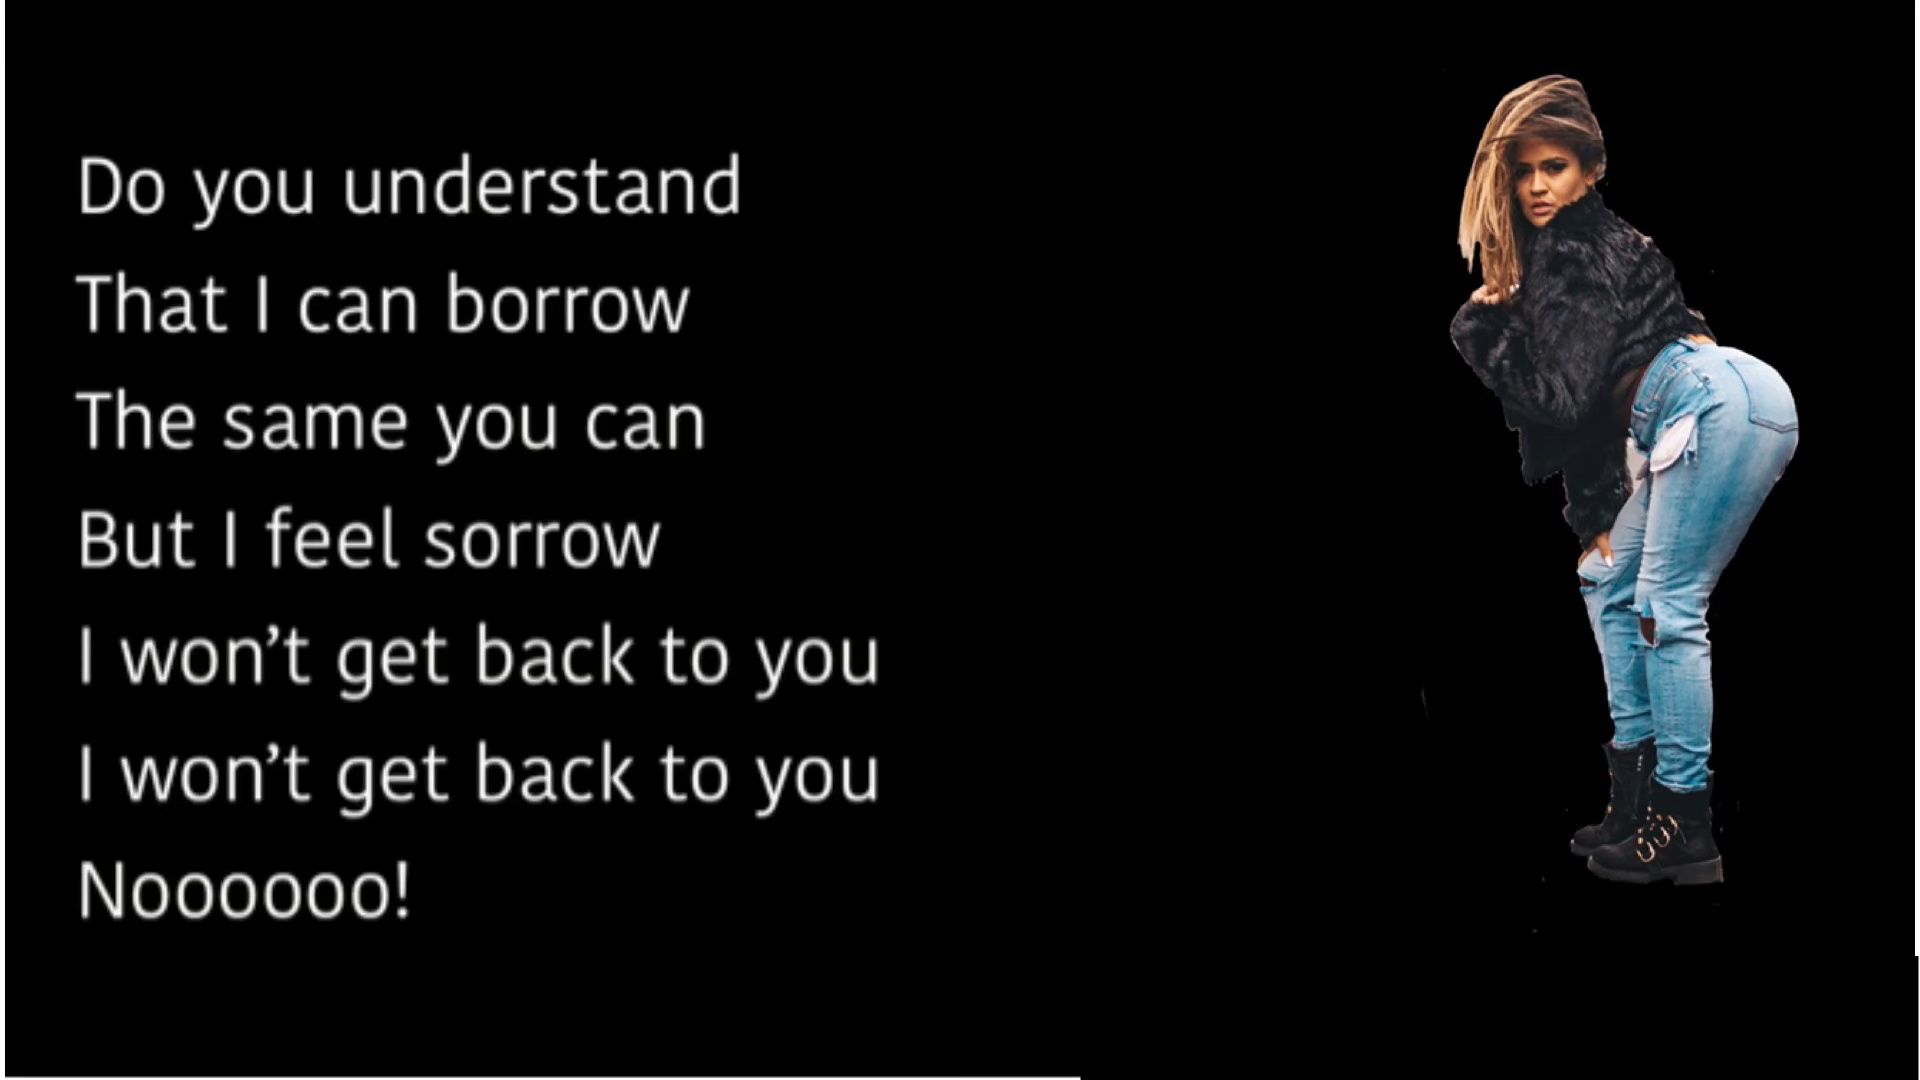 Do you understand
That I can borrow
The same you can
But I feel sorrow
I won’t get back to you
I won’t get back to you
Noooooo!